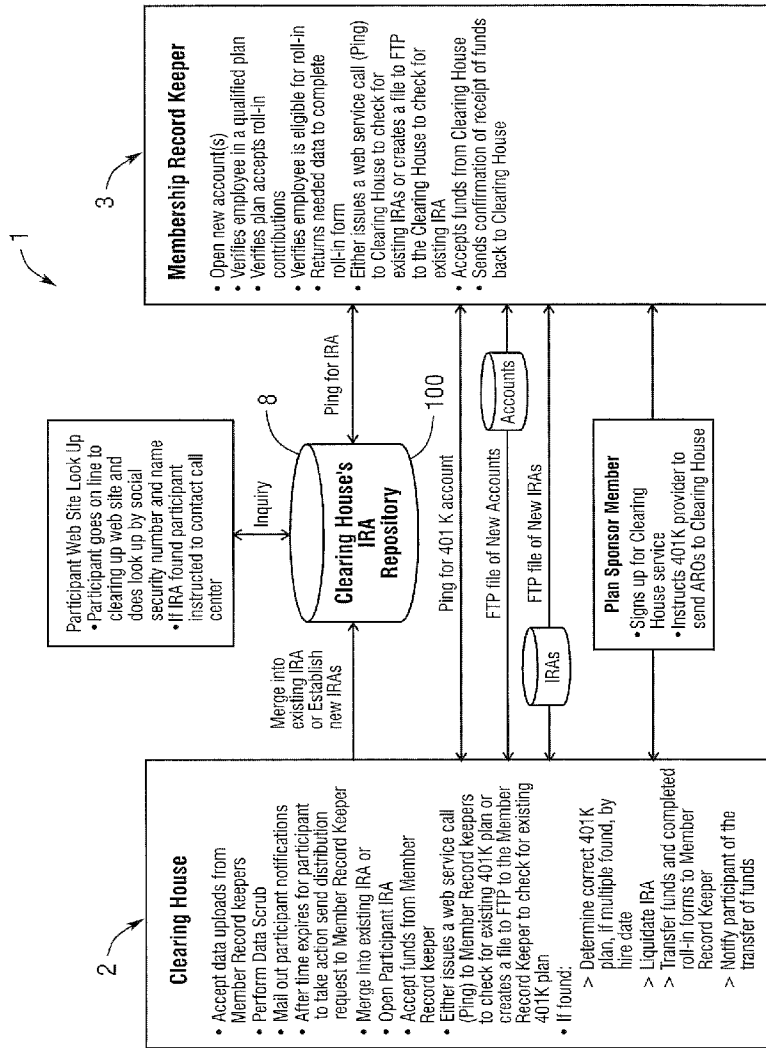 1
2
Clearing House
• Accept data uploads from
Member Record keepers
• Perform Data Scrub
• Mail out participant notifications
• After time expires for participant
to take action send distribution
request to Member Record Keeper
• Merge Into existing IRA or
• Open Participant IRA
• Accept funds from Member
Record keeper
• Either issues a web service call
(Ping) to Member Record keepers
to check for existing 401K plan or
creates a file to FTP to the Member
Record Keeper to check for existing
401K plan
• If found:
> Determine correct 401K
plan, if multiple found, by
hire date
> Liquidate IRA
> Transfer funds and completed
roll-in forms to Member
Record Keeper
> Notify participant of the
transfer of funds
Participant Web Site Look Up
• Participant goes on line to
clearing up web site and
does look up by social
security number and name
• If IRA found participant
instructed to contact call
center
Inquiry
8
Clearing House's
IRA
Repository
100
Merge into
existing IRA
or Establish
new IRAs
Ping for IRA
Ping for 401 K account
FTP file of New Accounts
Accounts
FTP file of New IRAs
IRAs
Plan Sponsor Member
• Signs up for Clearing
House service
• Instructs 401K provider to
send ARDs to Clearing House
3
Membership Record Keeper
• Open new account(s)
• Verifies employee in a qualified plan
• Verifies plan accepts roll-in
contributions
• Verifies employee is eligible for roll-in
• Returns needed data to complete
roll-in form
• Either issues a web service call (Ping)
to Clearing House to check for
existing IRAs or creates a file to FTP
to the Clearing House to check for
existing IRA
• Accepts funds from Clearing House
• Sends confirmation of receipt of funds
back to Clearing House